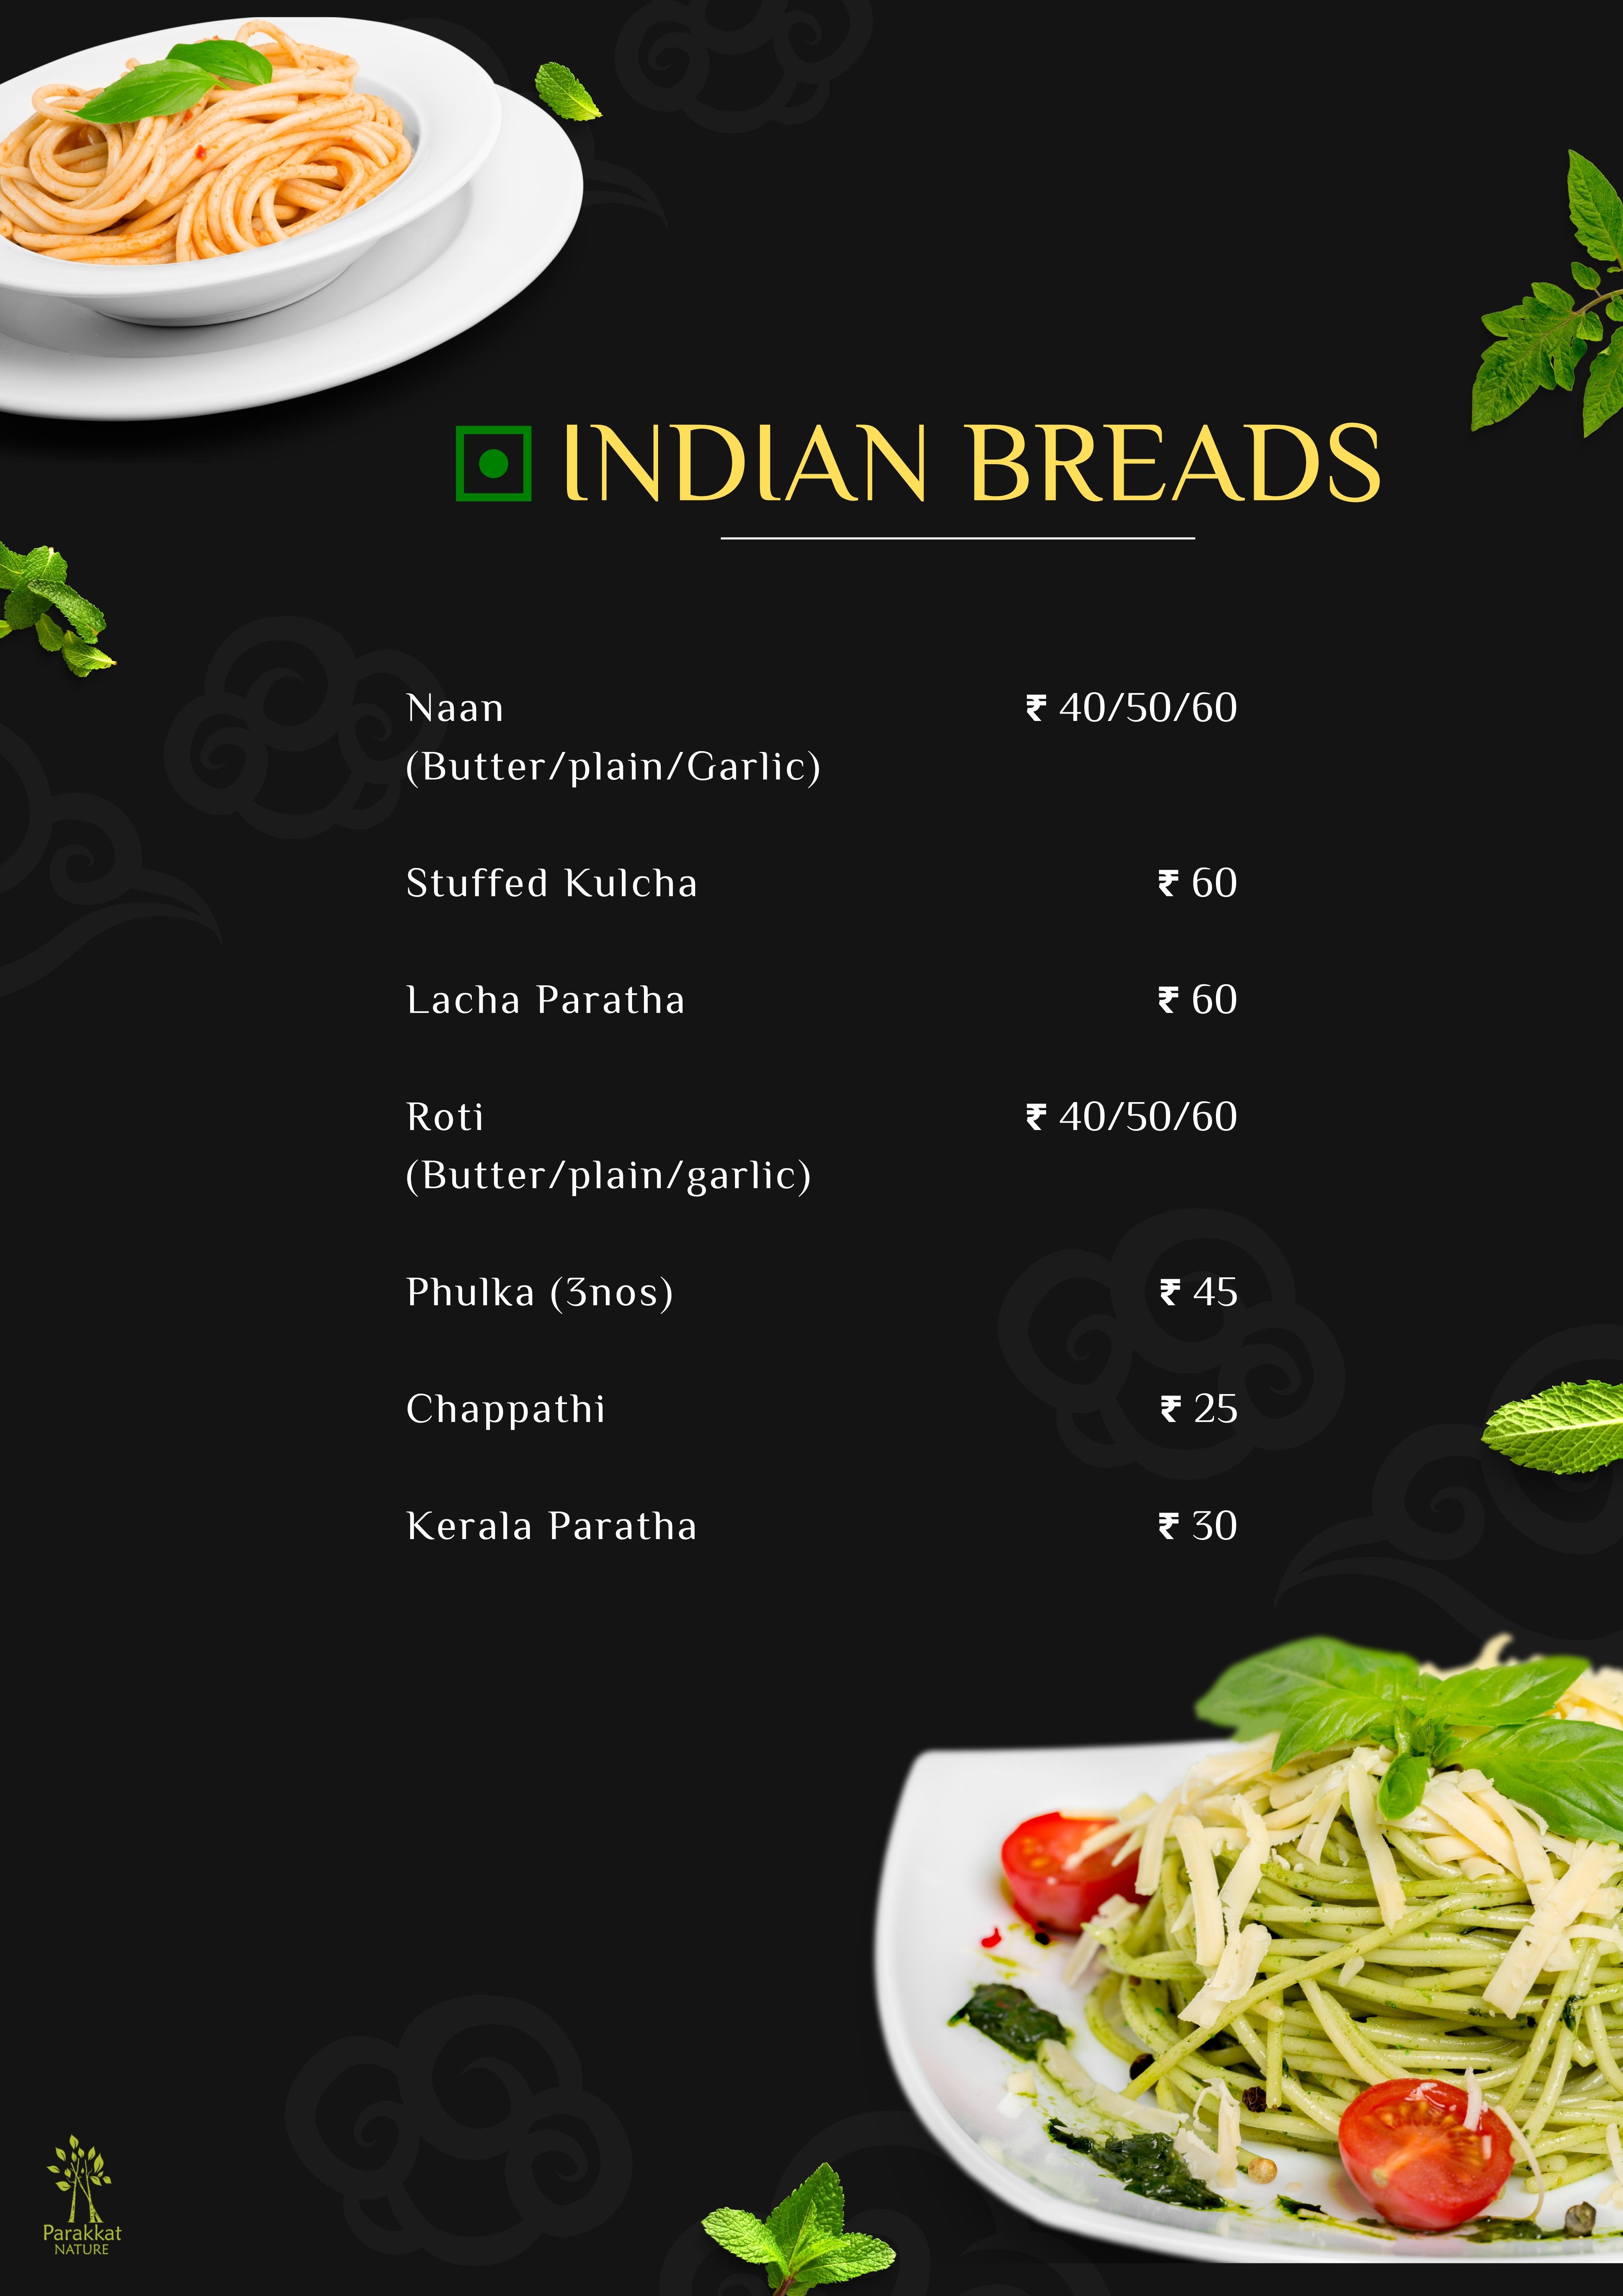 INDIAN BREADS
Naan ₹ 40/50/60
(Butter/plain/Garlic)
Stuffed Kulcha ₹ 60
Lacha Paratha ₹ 60
Roti ₹ 40/50/60
(Butter/plain/garlic)
Phulka (3nos) ₹ 45
Chappathi ₹ 25
Kerala Paratha ₹ 30
Parakkat
NATURE